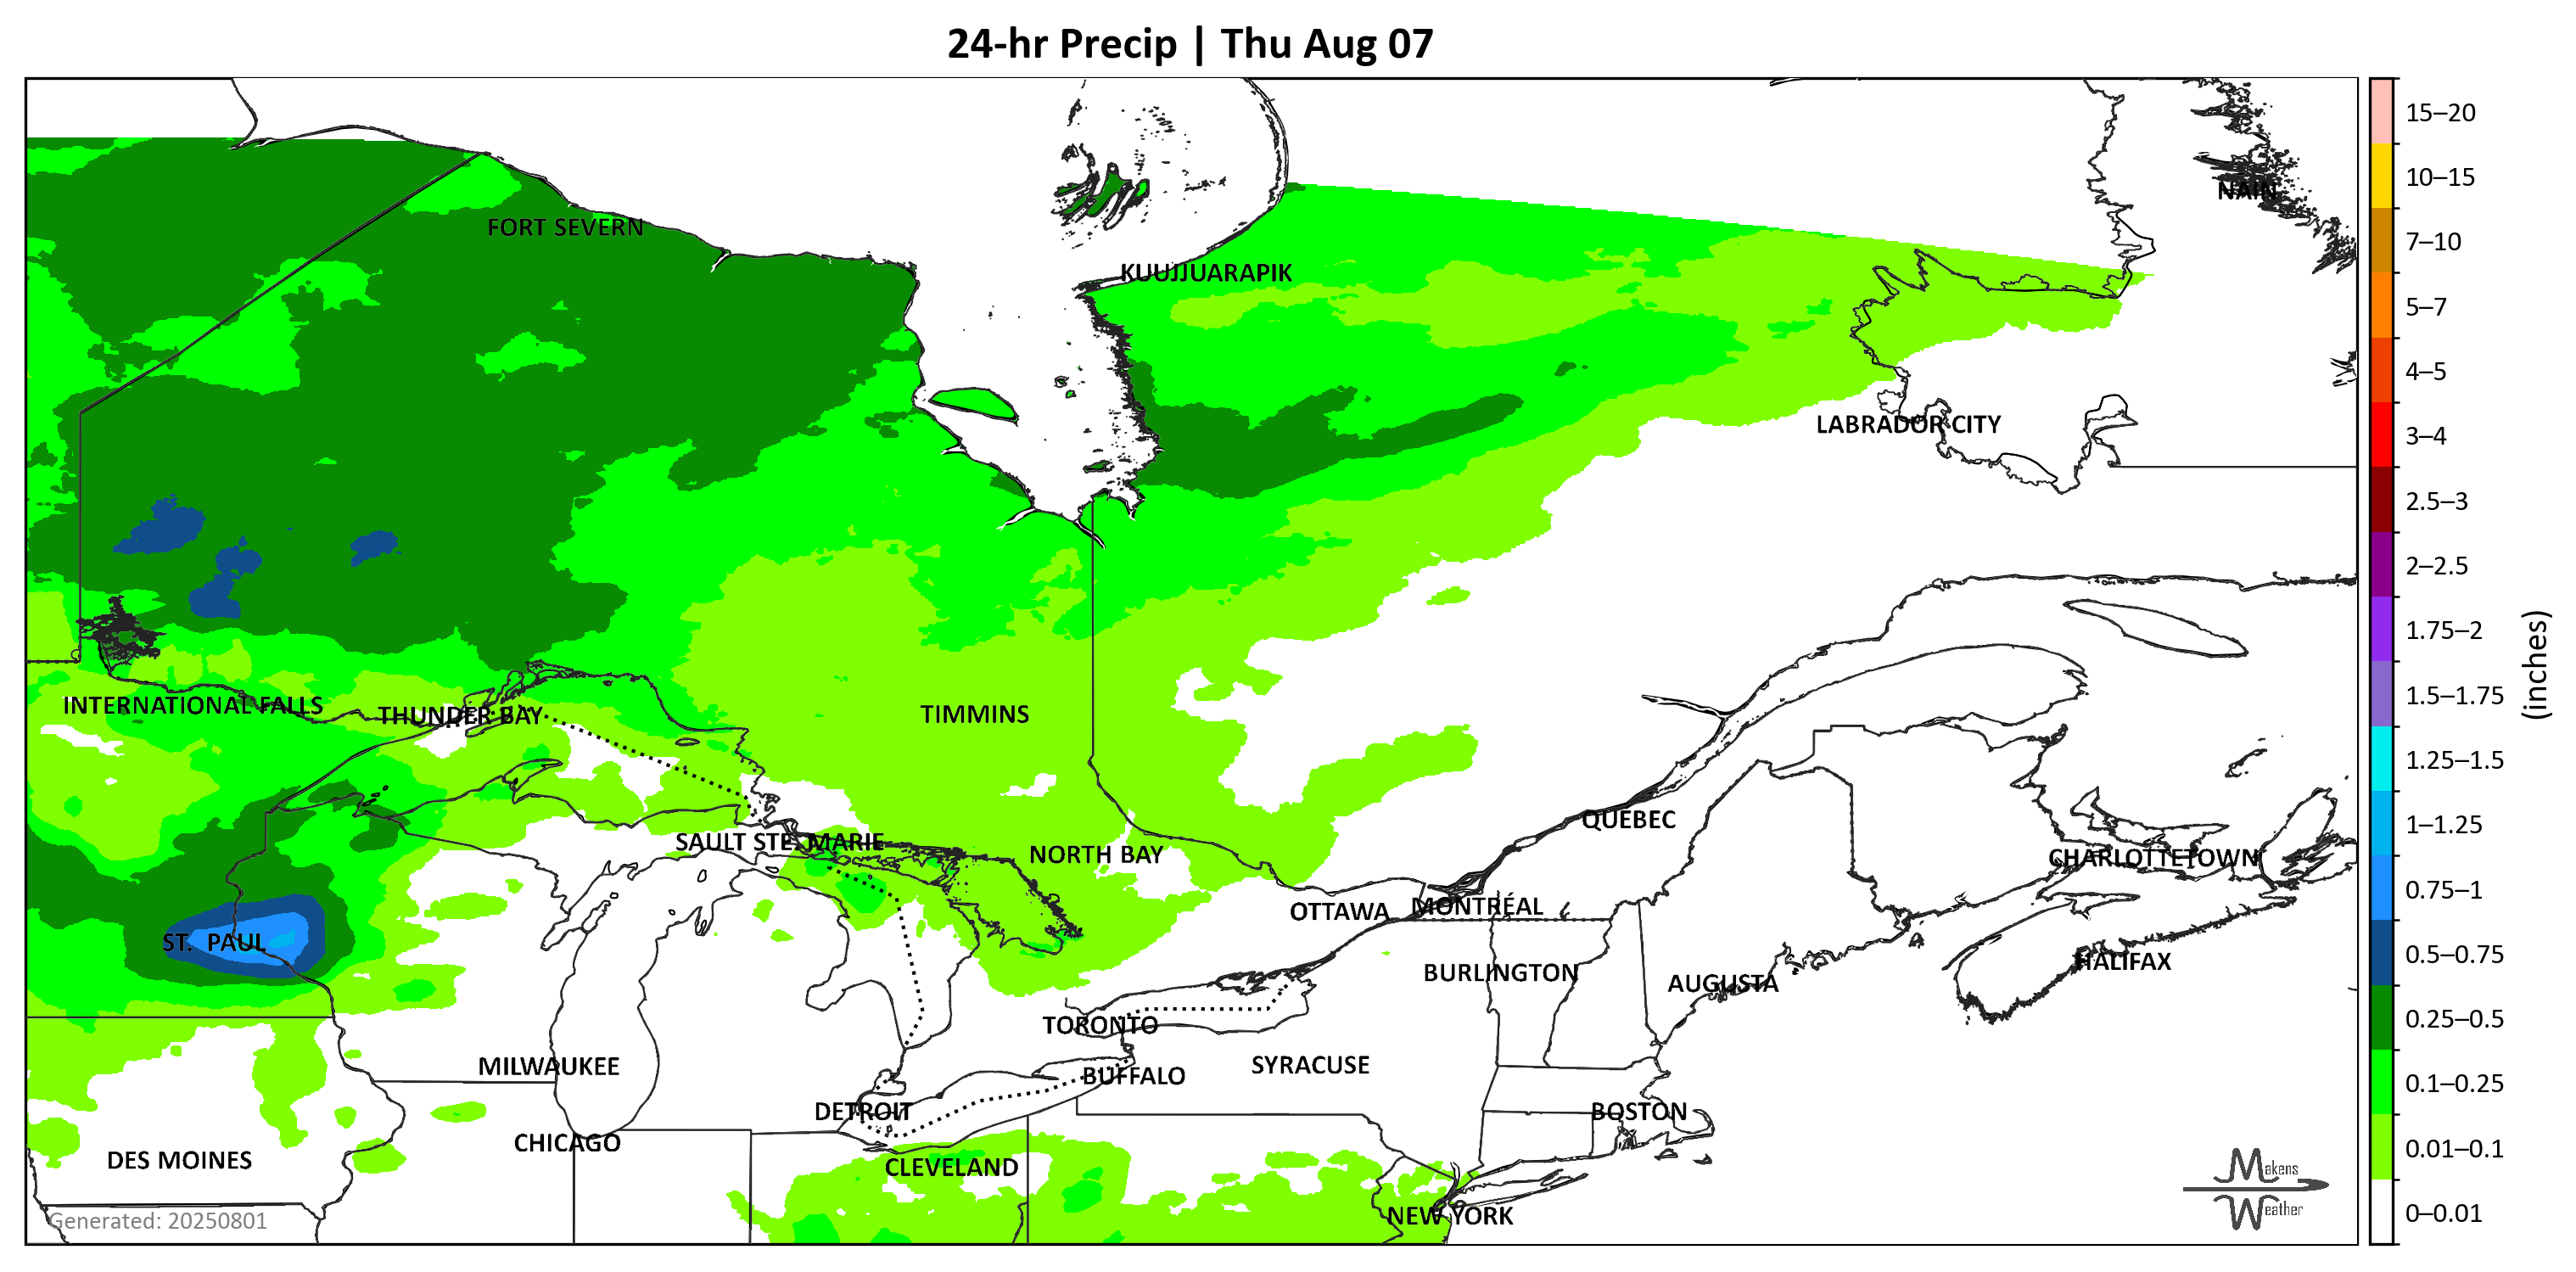 24-hr Precip | Thu Aug 07
NAIN
FORT SEVERN
KUUJJUARAPIK
LABRADOR CITY
INTERNATIONAL FALLS
THUNDER BAY
TIMMINS
QUÉBEC
SAULT STE. MARIE
NORTH BAY
CHARLOTTETOWN
OTTAWA
MONTRÉAL
ST. PAUL
BURLINGTON
HALIFAX
AUGUSTA
TORONTO
MILWAUKEE
SYRACUSE
BUFFALO
DETROIT
BOSTON
CHICAGO
DES MOINES
CLEVELAND
NEW YORK
Generated: 20250801
Makens
Weather
15–20
10–15
7–10
5–7
4–5
3–4
2.5–3
2–2.5
1.75–2
1.5–1.75
1.25–1.5
1–1.25
0.75–1
0.5–0.75
0.25–0.5
0.1–0.25
0.01–0.1
0–0.01
(inches)